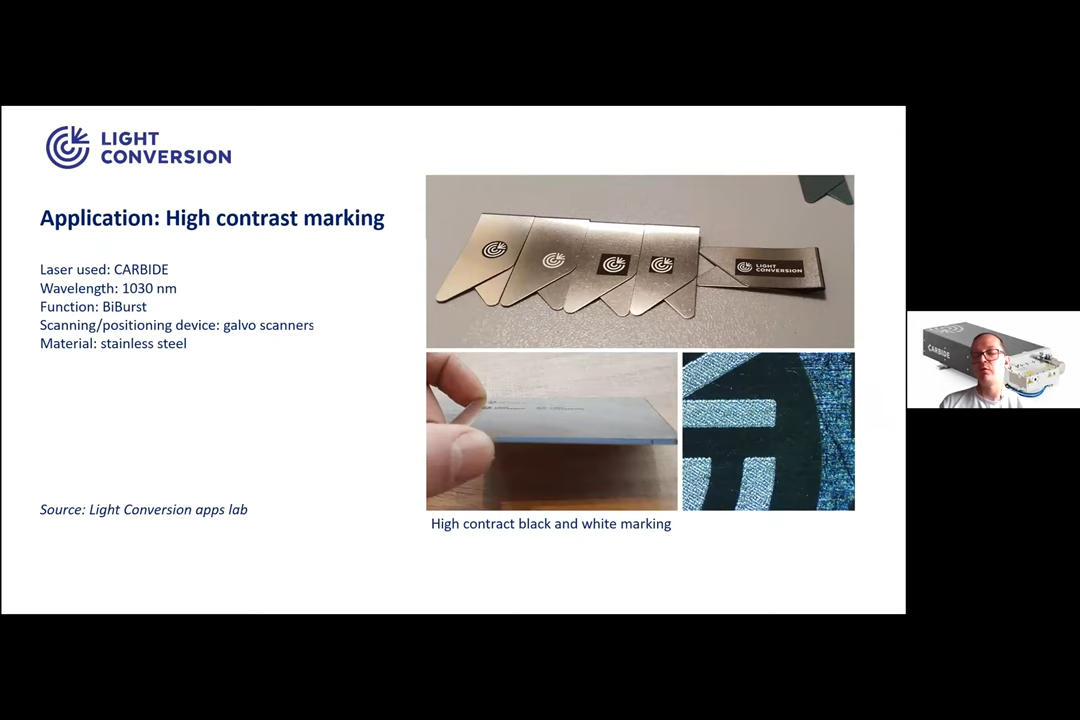 LIGHT
CONVERSION
Application: High contrast marking
Laser used: CARBIDE
Wavelength: 1030 nm
Function: BiBurst
Scanning/positioning device: galvo scanners
Material: stainless steel
Source: Light Conversion apps lab
LIGHT
CONVERSION
High contract black and white marking
CARBIDE